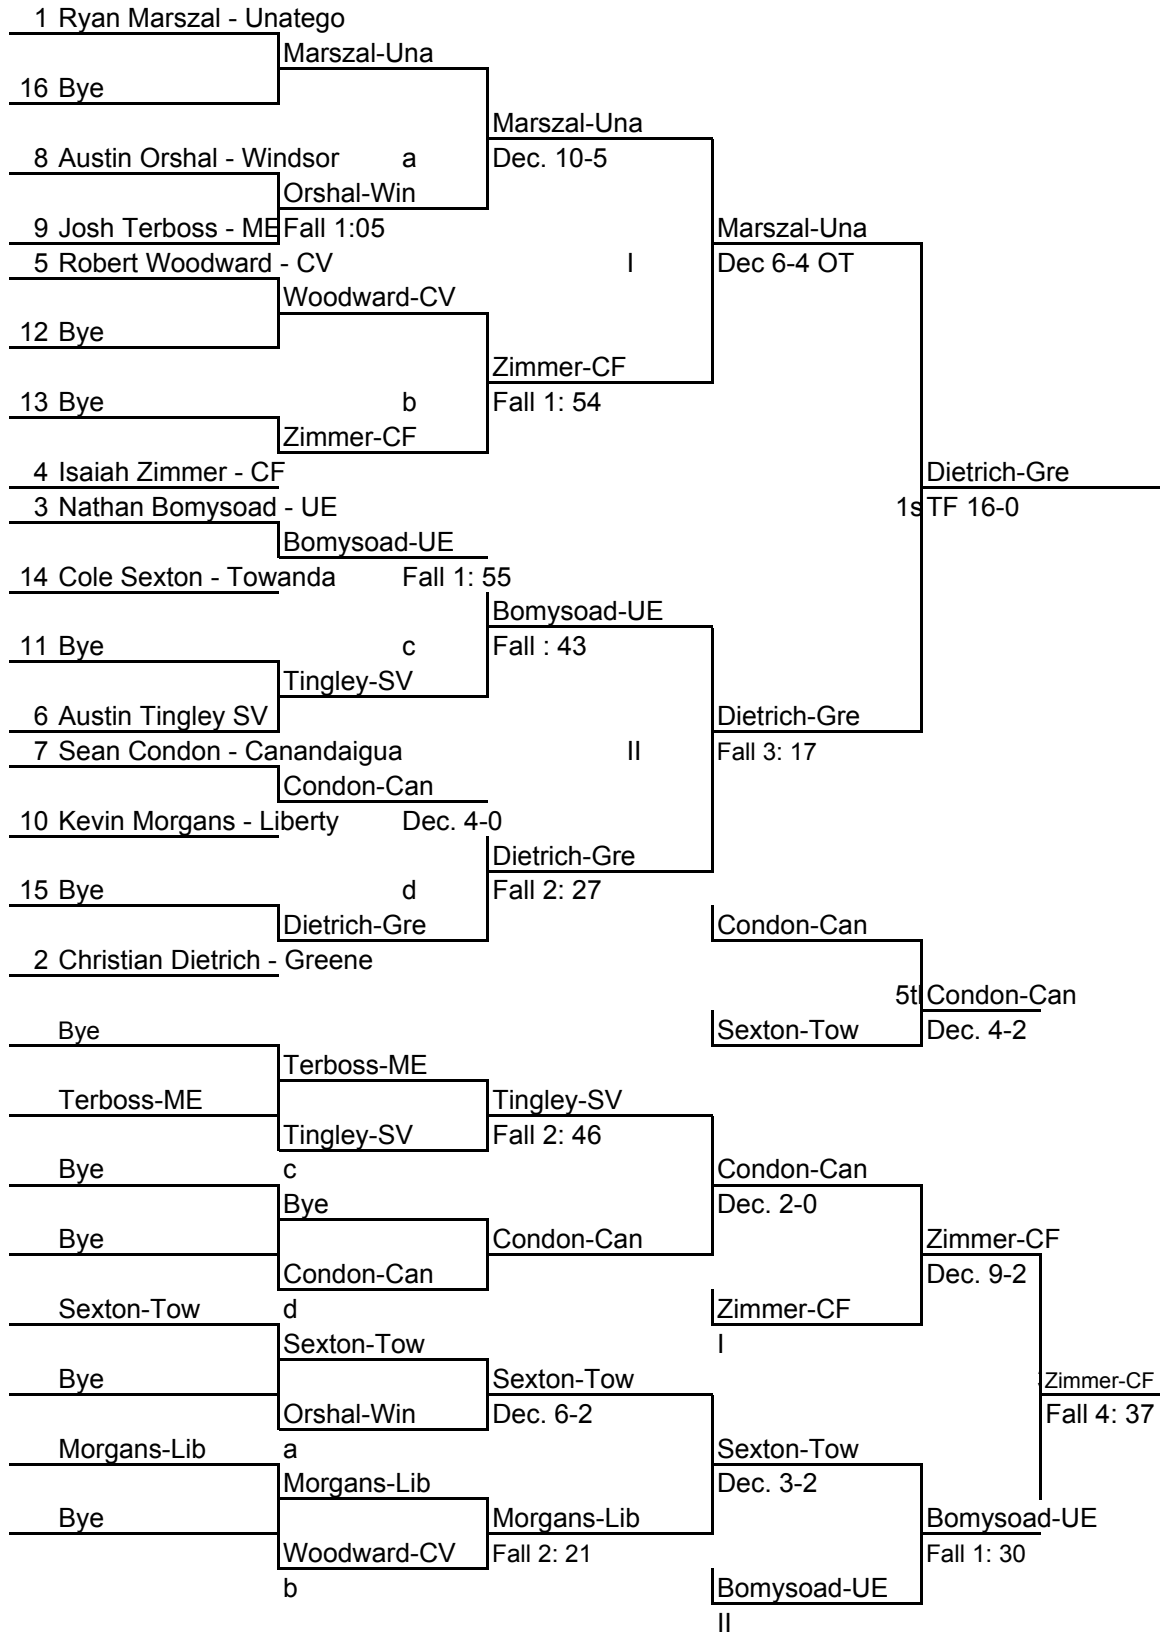 1 Ryan Marszal - Unatego
Marszal-Una
16 Bye
Marszal-Una
8 Austin Orshal - Windsor a Dec. 10-5
Orshal-Win
9 Josh Terboss - ME Fall 1:05 Marszal-Una
5 Robert Woodward - CV I Dec 6-4 OT
Woodward-CV
12 Bye
Zimmer-CF
13 Bye b Fall 1: 54
Zimmer-CF
4 Isaiah Zimmer - CF Dietrich-Gre
3 Nathan Bomysoad - UE 1s TF 16-0
Bomysoad-UE
14 Cole Sexton - Towanda Fall 1: 55
Bomysoad-UE
11 Bye c Fall : 43
Tingley-SV
6 Austin Tingley SV Dietrich-Gre
7 Sean Condon - Canandaigua II Fall 3: 17
Condon-Can
10 Kevin Morgans - Liberty Dec. 4-0
Dietrich-Gre
15 Bye d Fall 2: 27
Dietrich-Gre Condon-Can
2 Christian Dietrich - Greene
5t Condon-Can
Bye Sexton-Tow Dec. 4-2
Terboss-ME
Terboss-ME Tingley-SV
Tingley-SV Fall 2: 46
Bye c Condon-Can
Bye Dec. 2-0
Bye Condon-Can Zimmer-CF
Condon-Can Dec. 9-2
Sexton-Tow d Zimmer-CF
Sexton-Tow I
Bye Sexton-Tow Zimmer-CF
Orshal-Win Dec. 6-2 Fall 4: 37
Morgans-Lib a Sexton-Tow
Morgans-Lib Dec. 3-2
Bye Morgans-Lib Bomysoad-UE
Woodward-CV Fall 2: 21 Fall 1: 30
b Bomysoad-UE
II